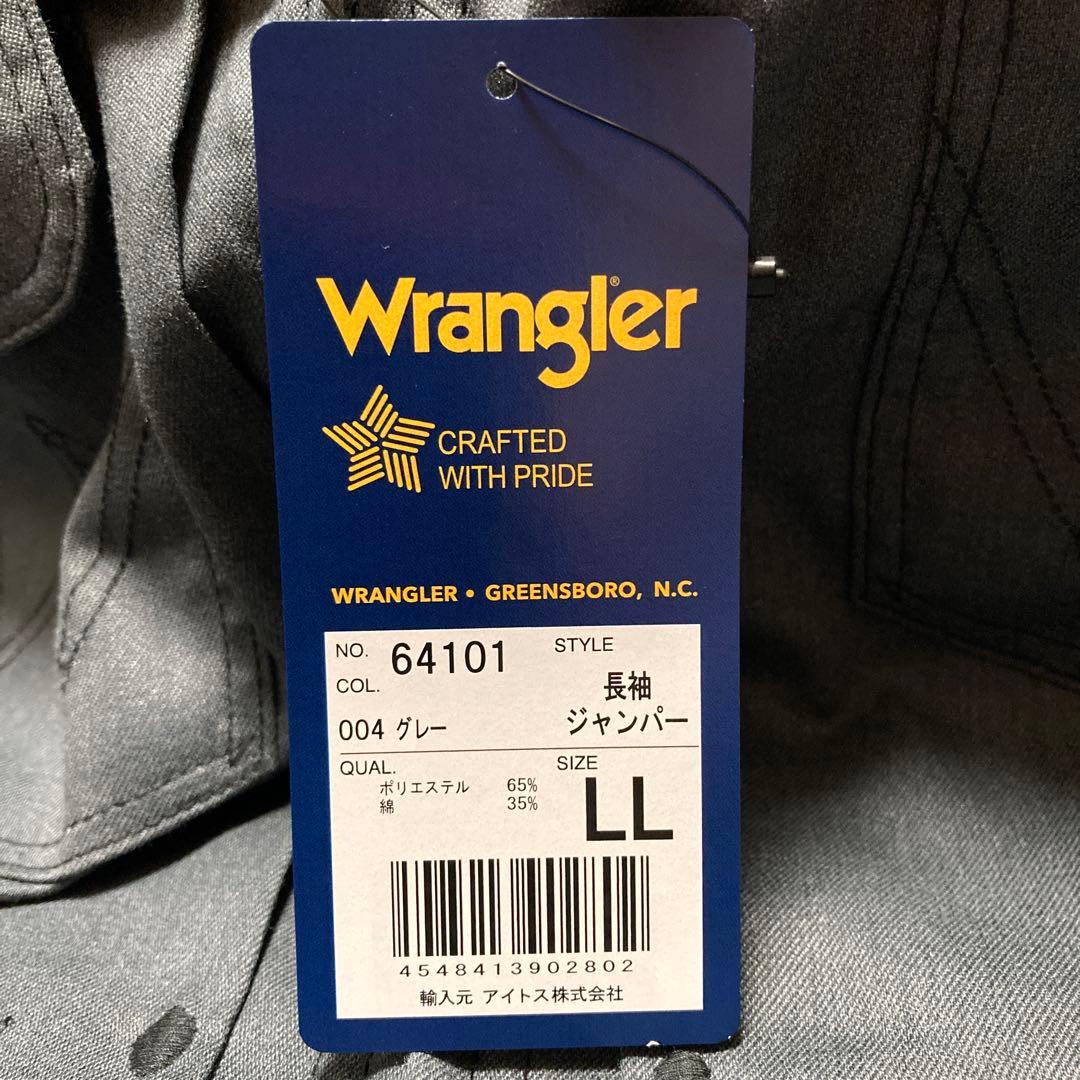 Wrangler®
CRAFTED
WITH PRIDE
WRANGLER • GREENSBORO, N.C.
NO. 64101 STYLE
COL. 長袖
004 グレー ジャンパー
QUAL. SIZE
ポリエステル 65% LL
綿 35%
4548413902802
輸入元 アイトス株式会社